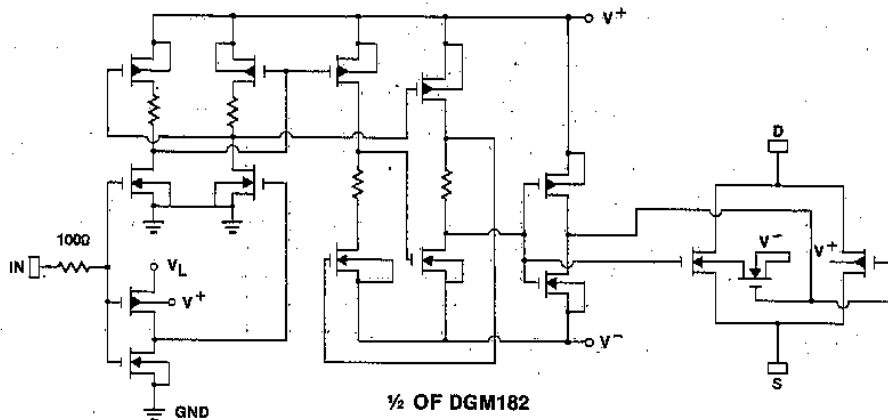 V+
D
100Ω
IN
VL
V+
V−
V+
V−
S
GND
½ OF DGM182